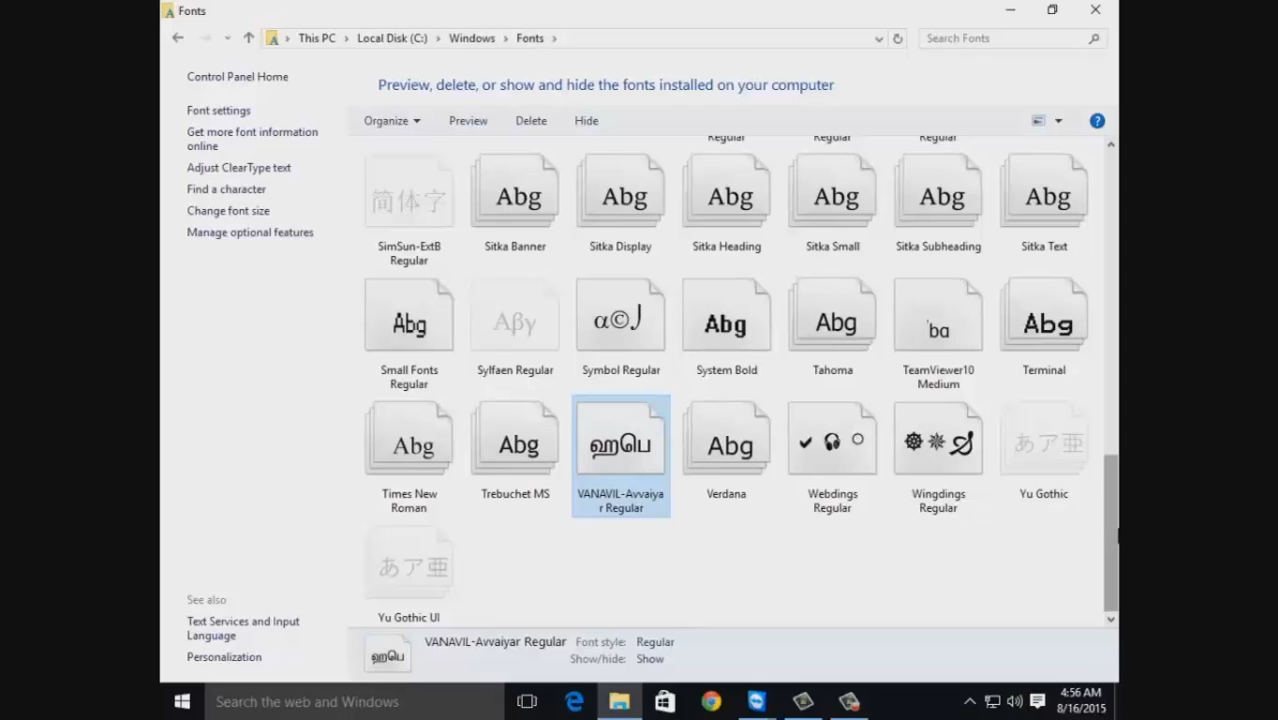 Fonts
This PC
Local Disk (C:)
Windows
Fonts
Search Fonts
Control Panel Home
Font settings
Get more font information
online
Adjust ClearType text
Find a character
Change font size
Manage optional features
See also
Text Services and Input
Language
Personalization
Preview, delete, or show and hide the fonts installed on your computer
Organize Preview Delete Hide
Regular Regular Regular
简体字 Abg Abg Abg Abg Abg Abg
SimSun-ExtB Sitka Banner Sitka Display Sitka Heading Sitka Small Sitka Subheading Sitka Text
Regular
Abg Αβγ α©J Abg Abg 'ba Abg
Small Fonts Sylfaen Regular Symbol Regular System Bold Tahoma TeamViewer10 Terminal
Regular Medium
Abg Abg ஹபெ Abg あア亜
Times New Trebuchet MS VANAVIL-Avvaiya Verdana Webdings Wingdings Yu Gothic
Roman r Regular Regular Regular
あア亜
Yu Gothic UI
ஹபெ
VANAVIL-Avvaiyar Regular Font style: Regular
Show/hide: Show
Search the web and Windows
4:56 AM
8/16/2015